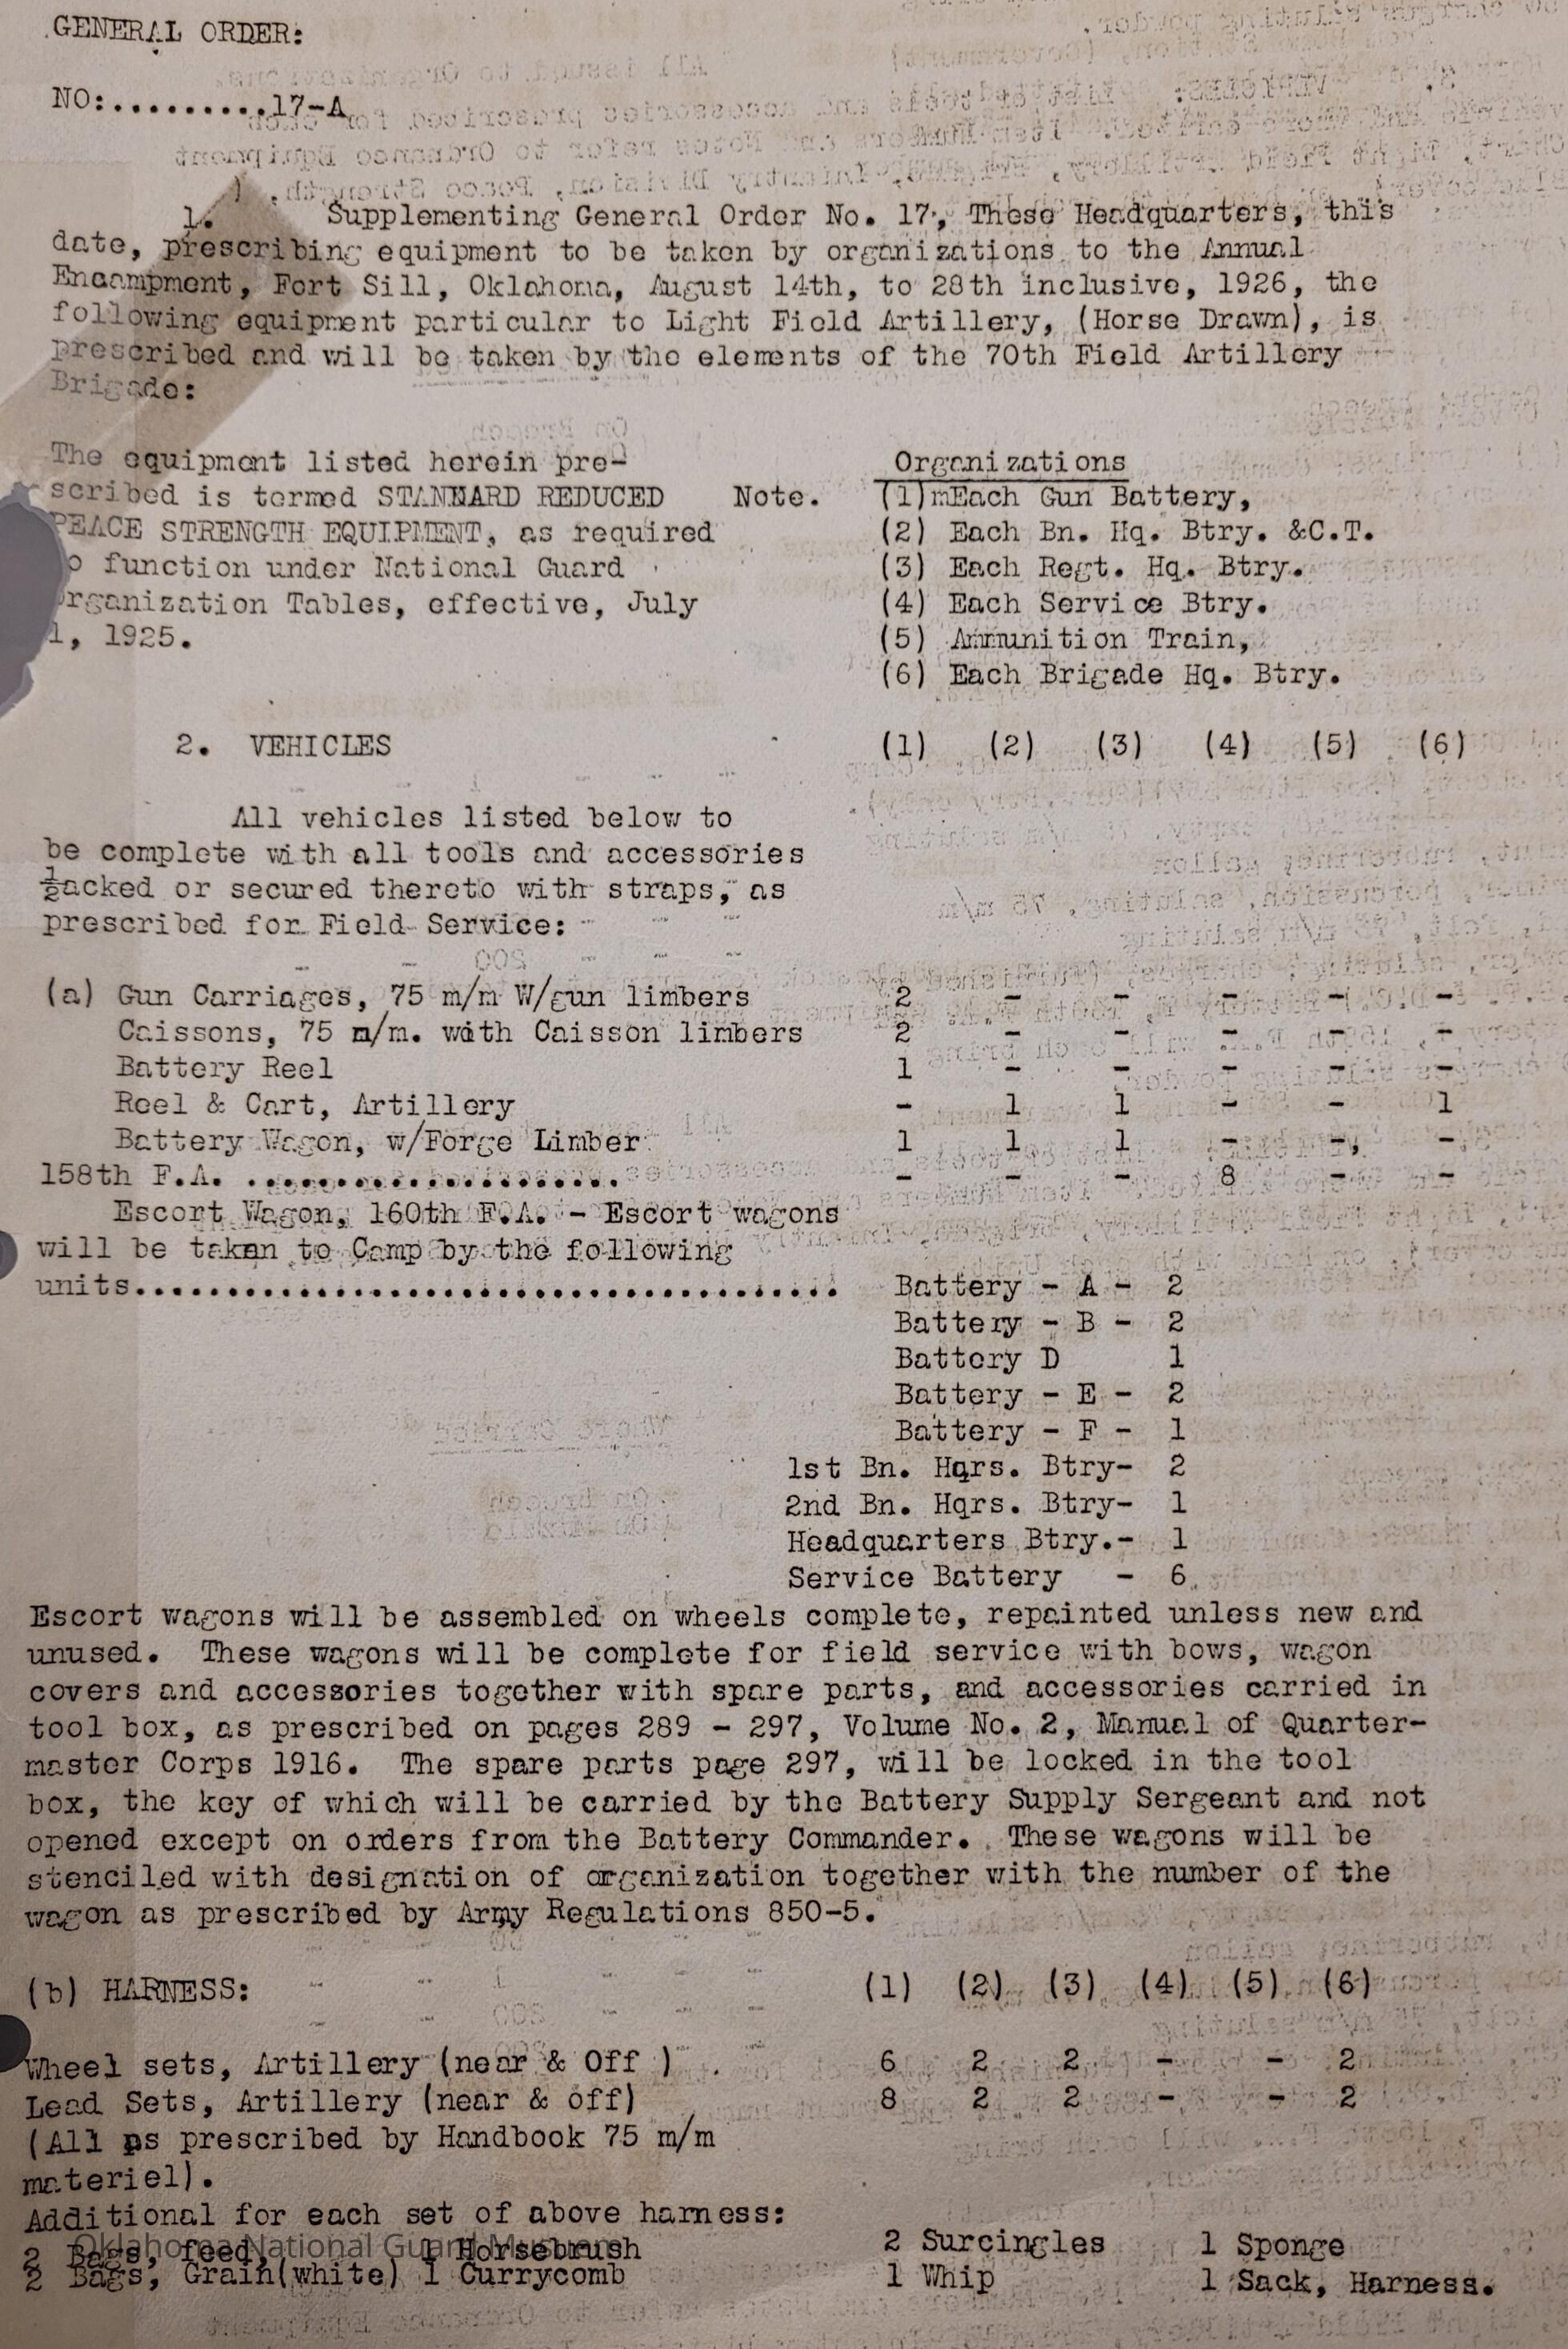 GENERAL ORDER:
NO:..........17-A
1. Supplementing General Order No. 17, These Headquarters, this
date, prescribing equipment to be taken by organizations to the Annual
Encampment, Fort Sill, Oklahoma, August 14th, to 28th inclusive, 1926, the
following equipment particular to Light Field Artillery, (Horse Drawn), is
prescribed and will be taken by the elements of the 70th Field Artillery
Brigade:
The equipment listed herein pre- Organizations
scribed is termed STANDARD REDUCED Note. (1)mEach Gun Battery,
PEACE STRENGTH EQUIPMENT, as required (2) Each Bn. Hq. Btry. &C.T.
o function under National Guard (3) Each Regt. Hq. Btry.
rganization Tables, effective, July (4) Each Service Btry.
1, 1925. (5) Ammunition Train,
(6) Each Brigade Hq. Btry.
2. VEHICLES (1) (2) (3) (4) (5) (6)
All vehicles listed below to
be complete with all tools and accessories
packed or secured thereto with straps, as
prescribed for Field Service:
(a) Gun Carriages, 75 m/m W/gun limbers 2 - - - - -
Caissons, 75 m/m. with Caisson limbers 2 - - - - -
Battery Reel 1 - - - - -
Reel & Cart, Artillery - 1 1 - - 1
Battery Wagon, w/Forge Limber 1 1 1 - - -
158th F.A. ..................... - - - 8 - -
Escort Wagon, 160th F.A. - Escort wagons
will be taken to Camp by the following
units....................................... Battery - A - 2
Battery - B - 2
Battery D 1
Battery - E - 2
Battery - F - 1
1st Bn. Hqrs. Btry- 2
2nd Bn. Hqrs. Btry- 1
Headquarters Btry.- 1
Service Battery - 6
Escort wagons will be assembled on wheels complete, repainted unless new and
unused. These wagons will be complete for field service with bows, wagon
covers and accessories together with spare parts, and accessories carried in
tool box, as prescribed on pages 289 - 297, Volume No. 2, Manual of Quarter-
master Corps 1916. The spare parts page 297, will be locked in the tool
box, the key of which will be carried by the Battery Supply Sergeant and not
opened except on orders from the Battery Commander. These wagons will be
stenciled with designation of organization together with the number of the
wagon as prescribed by Army Regulations 850-5.
(b) HARNESS: (1) (2) (3) (4) (5) (6)
Wheel sets, Artillery (near & Off ) 6 2 2 - - 2
Lead Sets, Artillery (near & off) 8 2 2 - - 2
(All as prescribed by Handbook 75 m/m
materiel).
Additional for each set of above harness:
Oklahoma National Guard Museum
2 Bags, feed, 1 Horsebrush 2 Surcingles 1 Sponge
2 Bags, Grain(white) 1 Currycomb 1 Whip 1 Sack, Harness.